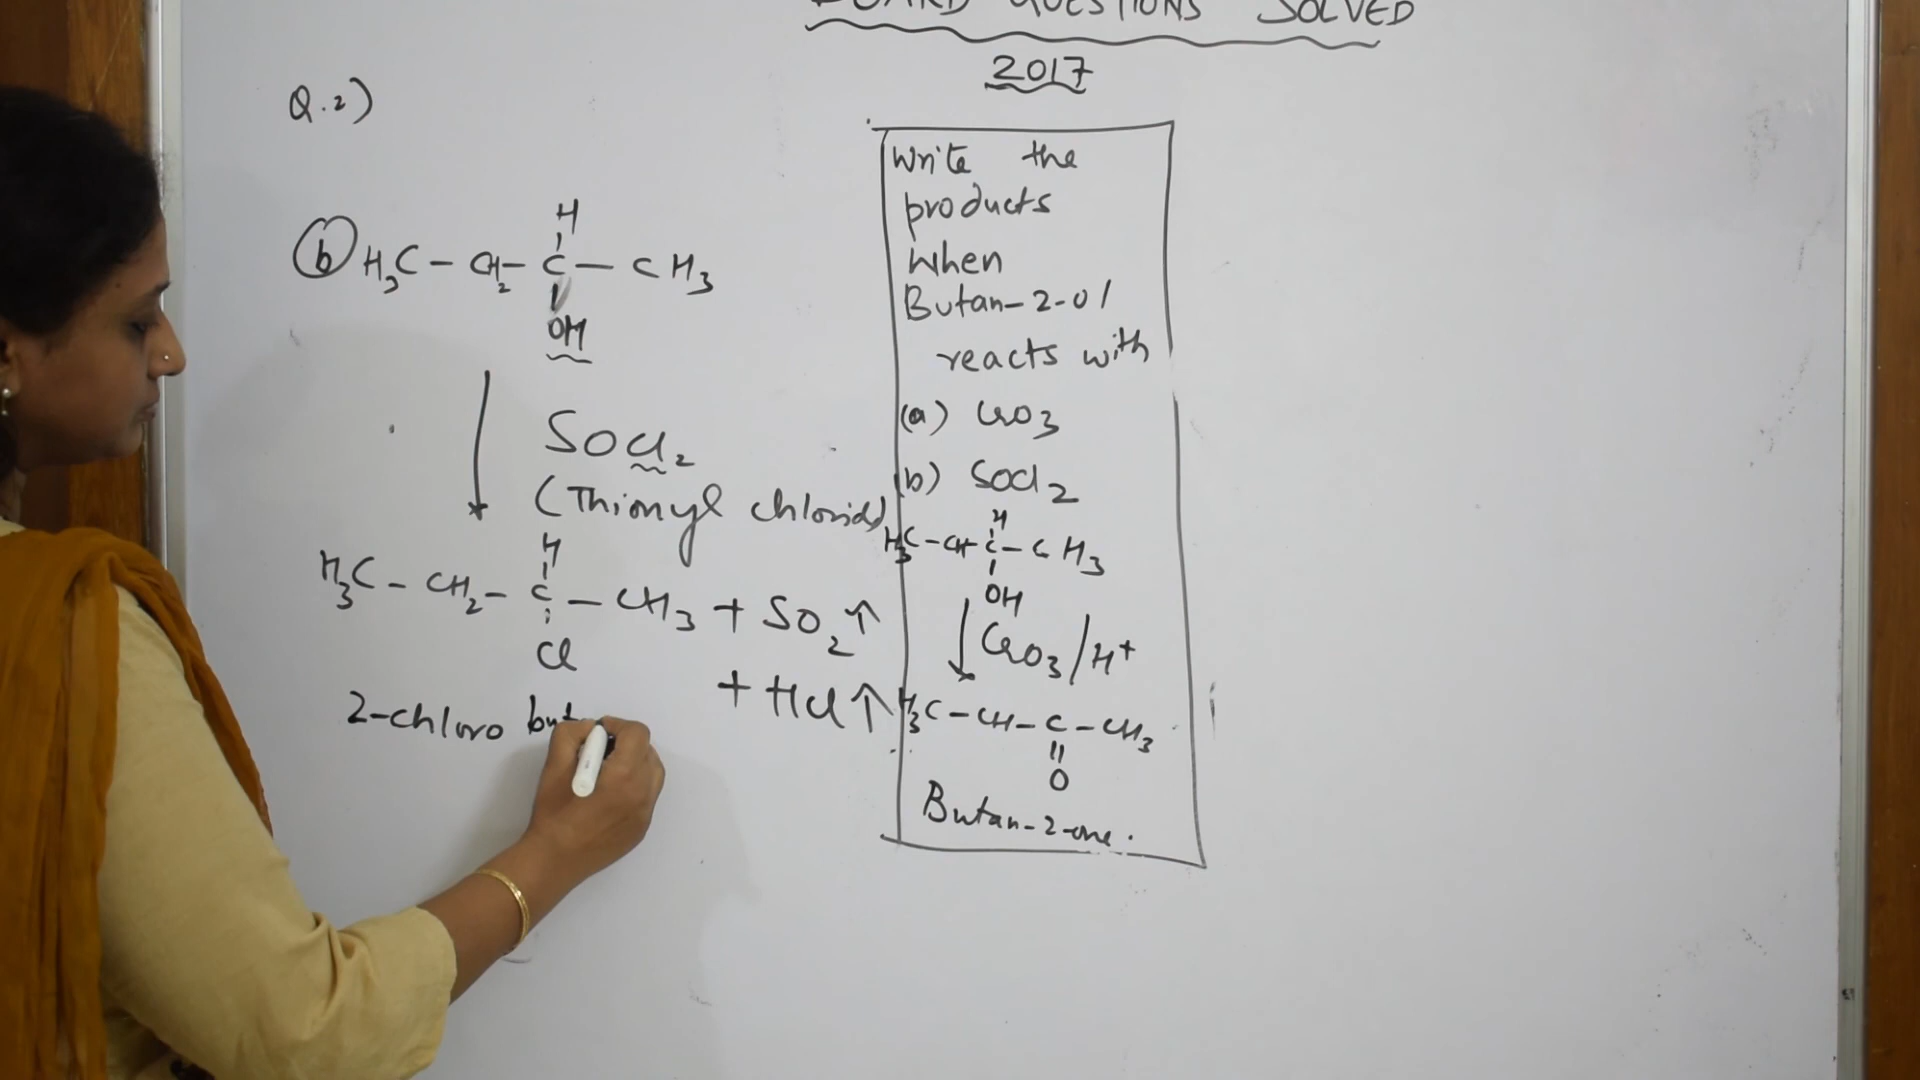 BOARD QUESTIONS SOLVED
2017
Q.2)
(b) H3C - CH2 - C - CH3
H
OH
SOCl2
(Thionyl chloride)
H
H3C - CH2 - C - CH3 + SO2↑
Cl
+ HCl↑
2-chloro but
Write the
products
when
Butan-2-ol
reacts with
(a) CrO3
(b) SOCl2
H
H3C-CH-C-CH3
OH
CrO3/H+
H3C-CH-C-CH3
O
Butan-2-one.